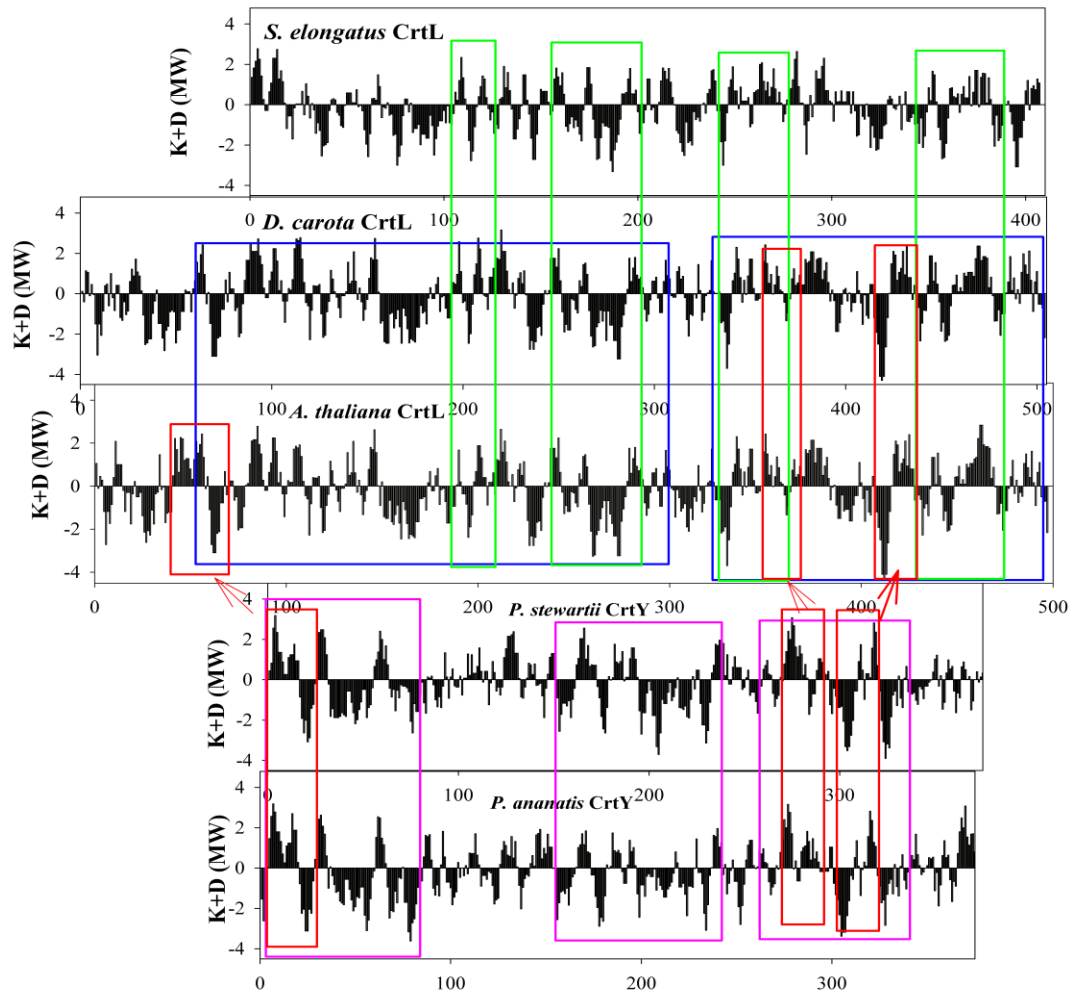 S. elongatus CrtL
K+D (MW)
4
2
0
-2
-4
0 100 200 300 400
D. carota CrtL
K+D (MW)
4
2
0
-2
-4
0 100 200 300 400 500
A. thaliana CrtL
K+D (MW)
4
2
0
-2
-4
0 100 200 300 400 500
P. stewartii CrtY
K+D (MW)
4
2
0
-2
-4
0 100 200 300
P. ananatis CrtY
K+D (MW)
4
2
0
-2
-4
0 100 200 300